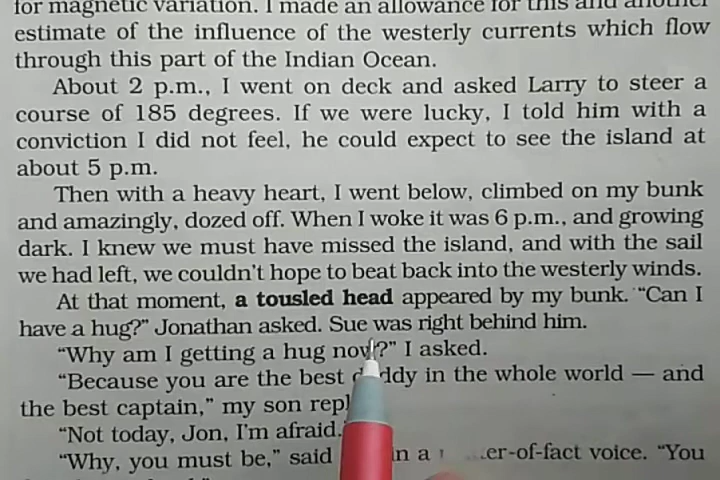 for magnetic variation. I made an allowance for this and another
estimate of the influence of the westerly currents which flow
through this part of the Indian Ocean.
About 2 p.m., I went on deck and asked Larry to steer a
course of 185 degrees. If we were lucky, I told him with a
conviction I did not feel, he could expect to see the island at
about 5 p.m.
Then with a heavy heart, I went below, climbed on my bunk
and amazingly, dozed off. When I woke it was 6 p.m., and growing
dark. I knew we must have missed the island, and with the sail
we had left, we couldn't hope to beat back into the westerly winds.
At that moment, a tousled head appeared by my bunk. “Can I
have a hug?” Jonathan asked. Sue was right behind him.
“Why am I getting a hug now?” I asked.
“Because you are the best daddy in the whole world — and
the best captain,” my son
“Not today, Jon, I'm afraid.
“Why, you must be,” said in a voice. “You